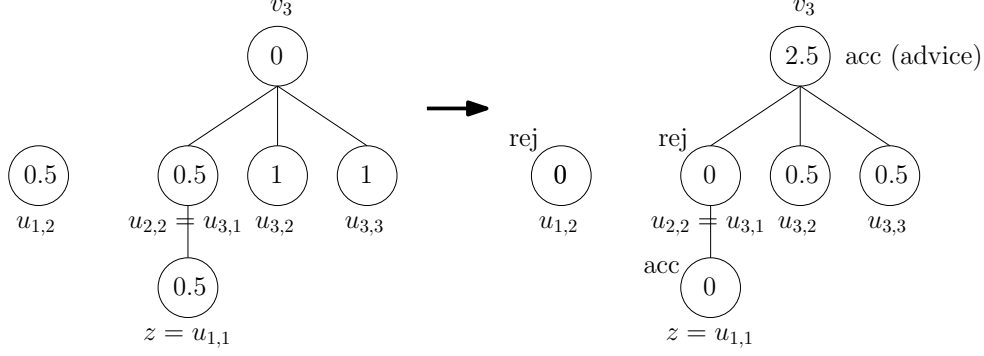 v_3 v_3
0 2.5 acc (advice)
rej rej
0.5 0.5 1 1 0 0 0.5 0.5
u_{1,2} u_{2,2} = u_{3,1} u_{3,2} u_{3,3} u_{1,2} u_{2,2} = u_{3,1} u_{3,2} u_{3,3}
acc
0.5 0
z = u_{1,1} z = u_{1,1}